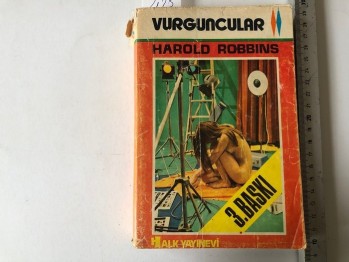 VURGUNCULAR
HAROLD ROBBINS
3.BASKI
HALK YAYINEVİ